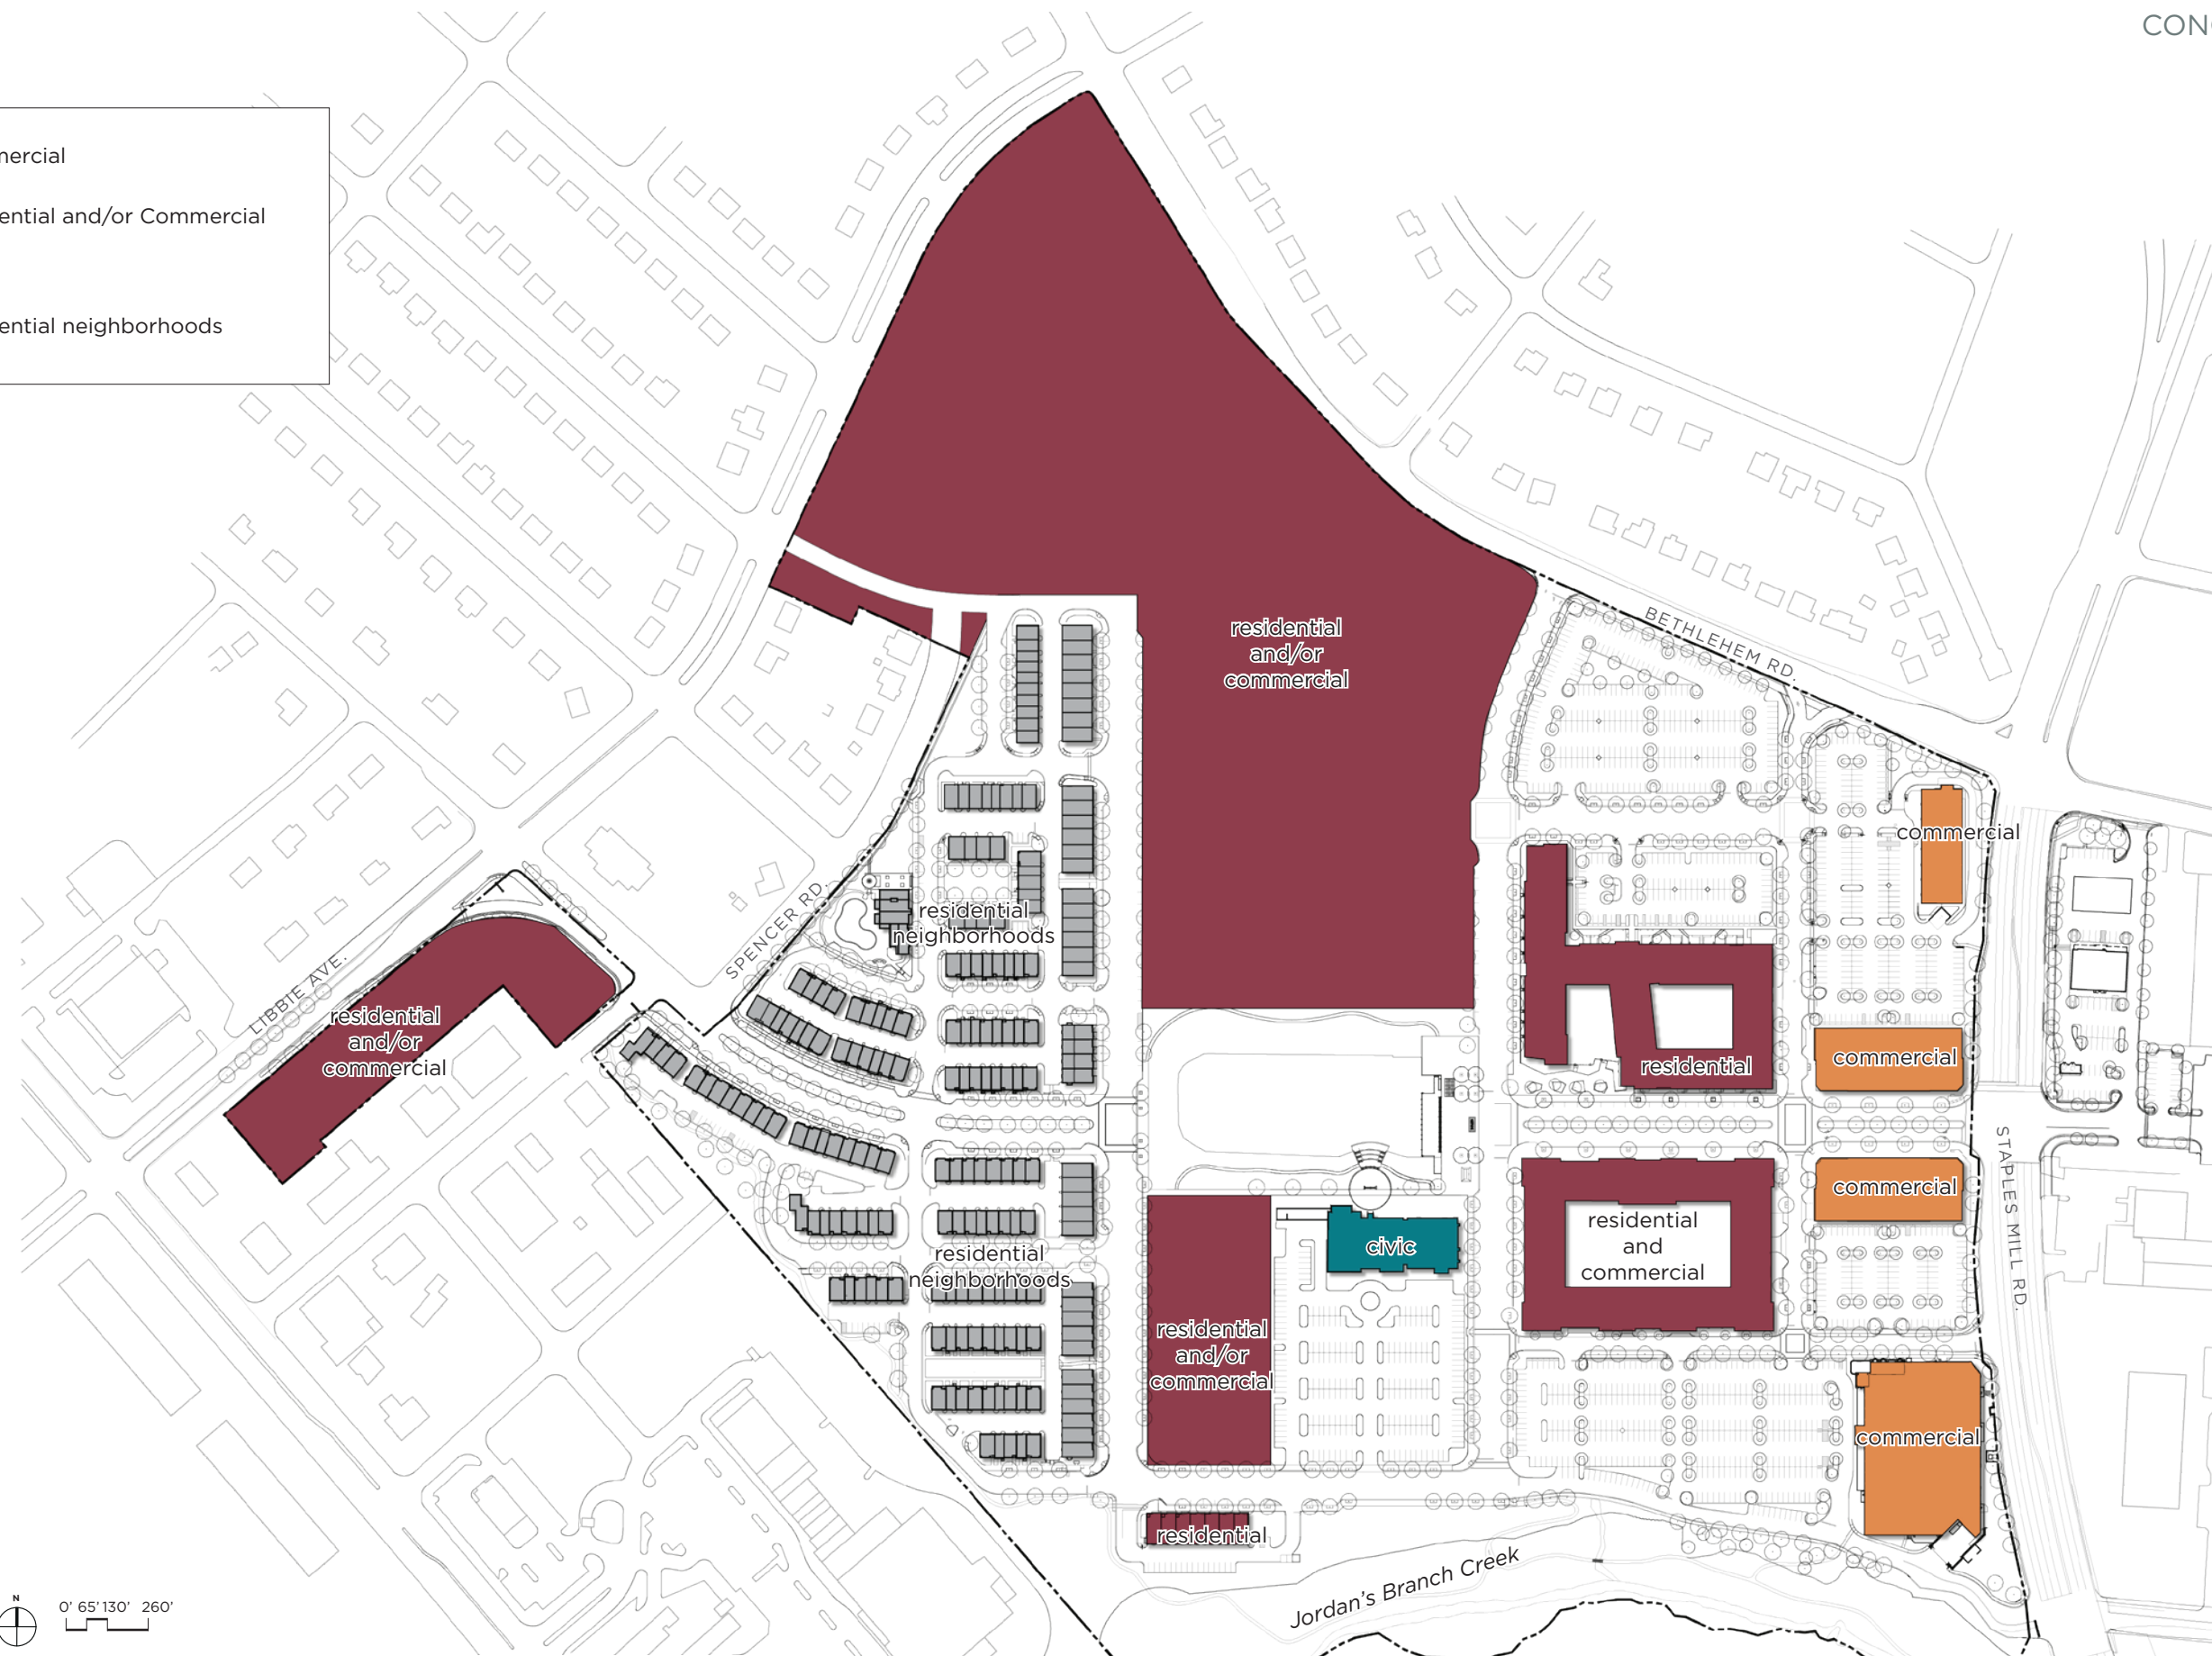 CON
mercial
ential and/or Commercial
ential neighborhoods
BETHLEHEM RD.
residential
and/or
commercial
commercial
SPENCER RD.
residential
neighborhoods
LIBBIE AVE.
residential
and/or
commercial
residential
commercial
STAPLES MILL RD.
commercial
residential
and
commercial
civic
residential
neighborhoods
residential
and/or
commercial
commercial
residential
Jordan's Branch Creek
N
0' 65' 130' 260'